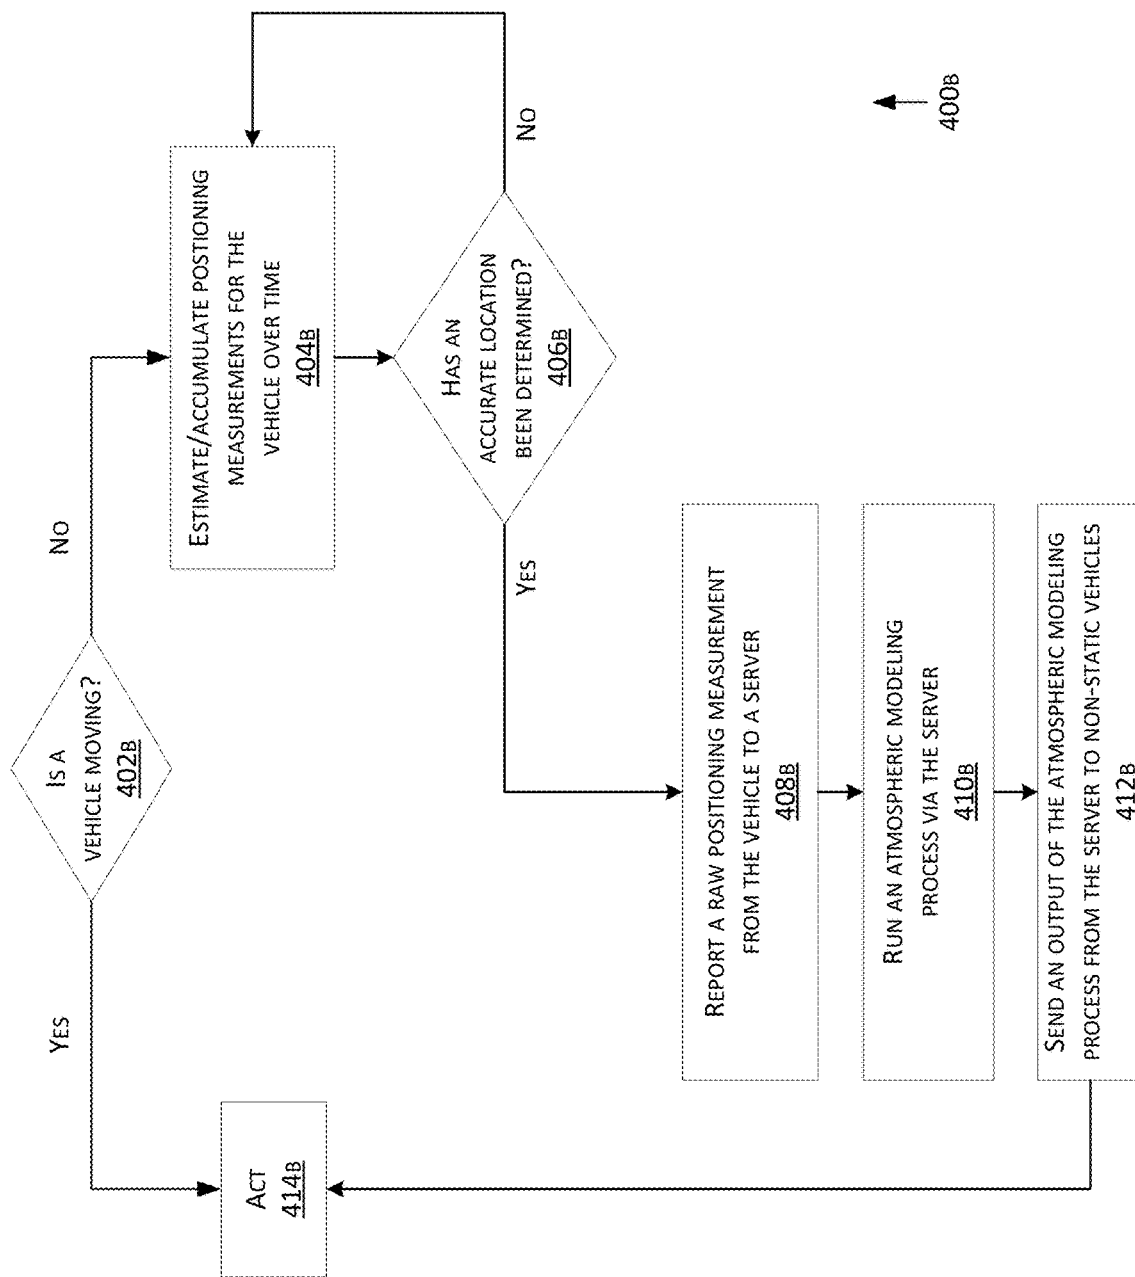 Is a
vehicle moving?
402b
Yes
No
Estimate/accumulate postioning
measurements for the
vehicle over time
404b
Has an
accurate location
been determined?
406b
No
Yes
Report a raw positioning measurement
from the vehicle to a server
408b
Run an atmospheric modeling
process via the server
410b
Send an output of the atmospheric modeling
process from the server to non-static vehicles
412b
Act
414b
400b